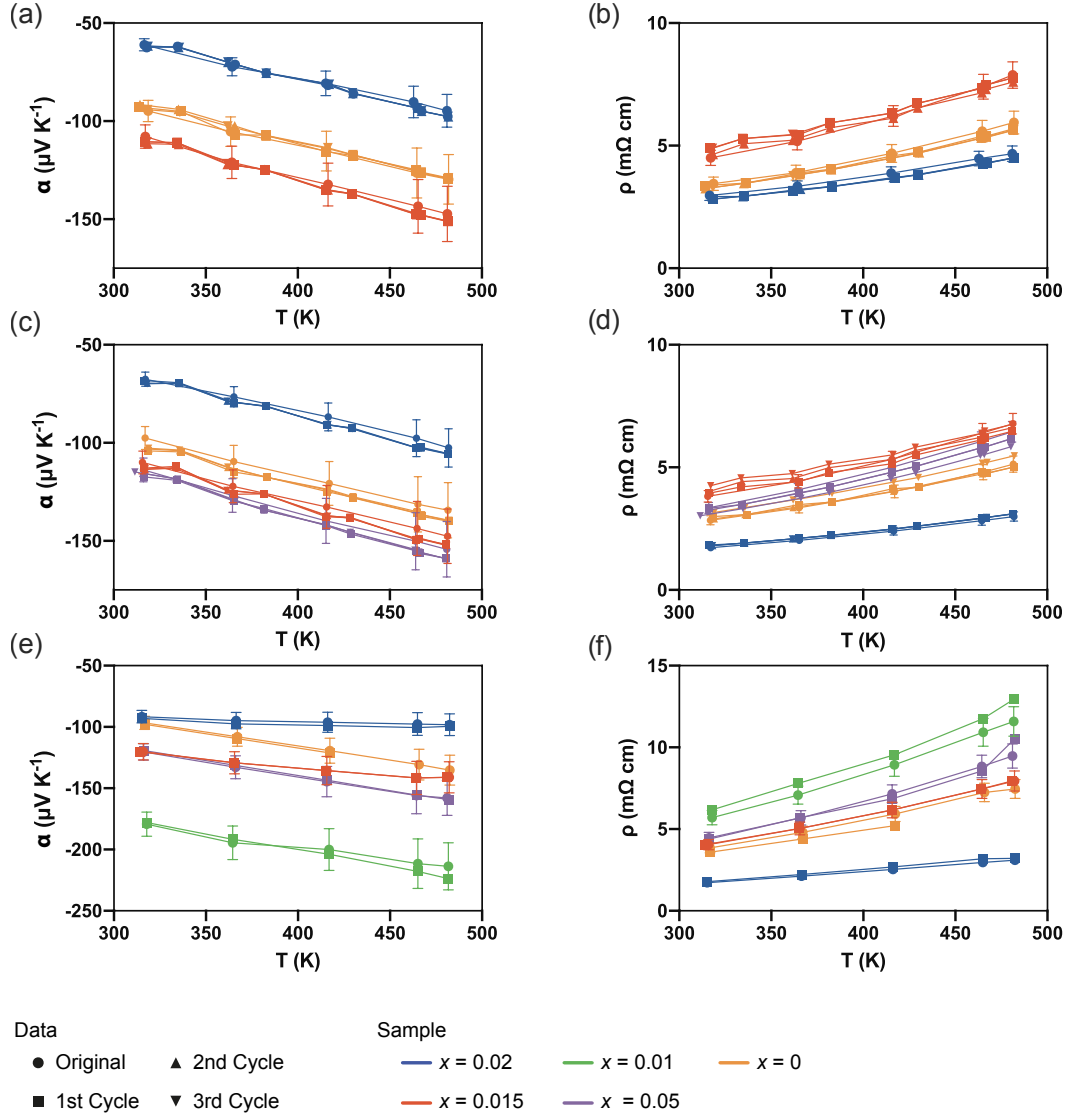 (a)
(b)
-50
-100
-150
α (µV K⁻¹)
300
350
400
450
500
T (K)
10
5
0
ρ (mΩ cm)
300
350
400
450
500
T (K)
(c)
(d)
-50
-100
-150
α (µV K⁻¹)
300
350
400
450
500
T (K)
10
5
0
ρ (mΩ cm)
300
350
400
450
500
T (K)
(e)
(f)
-50
-100
-150
-200
-250
α (µV K⁻¹)
300
350
400
450
500
T (K)
15
10
5
0
ρ (mΩ cm)
300
350
400
450
500
T (K)
Data
Sample
Original
2nd Cycle
x = 0.02
x = 0.01
x = 0
1st Cycle
3rd Cycle
x = 0.015
x = 0.05